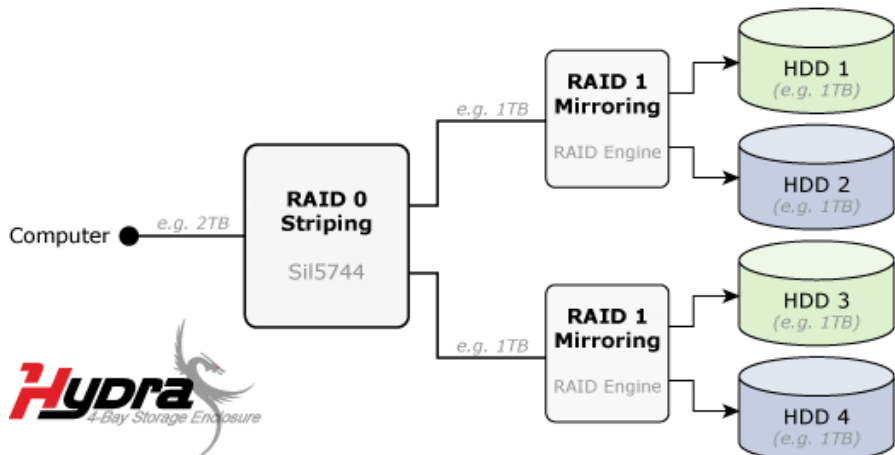 Computer
e.g. 2TB
RAID 0
Striping
SiI5744
e.g. 1TB
RAID 1
Mirroring
RAID Engine
HDD 1
(e.g. 1TB)
HDD 2
(e.g. 1TB)
e.g. 1TB
RAID 1
Mirroring
RAID Engine
HDD 3
(e.g. 1TB)
HDD 4
(e.g. 1TB)
Hydra
4-Bay Storage Enclosure